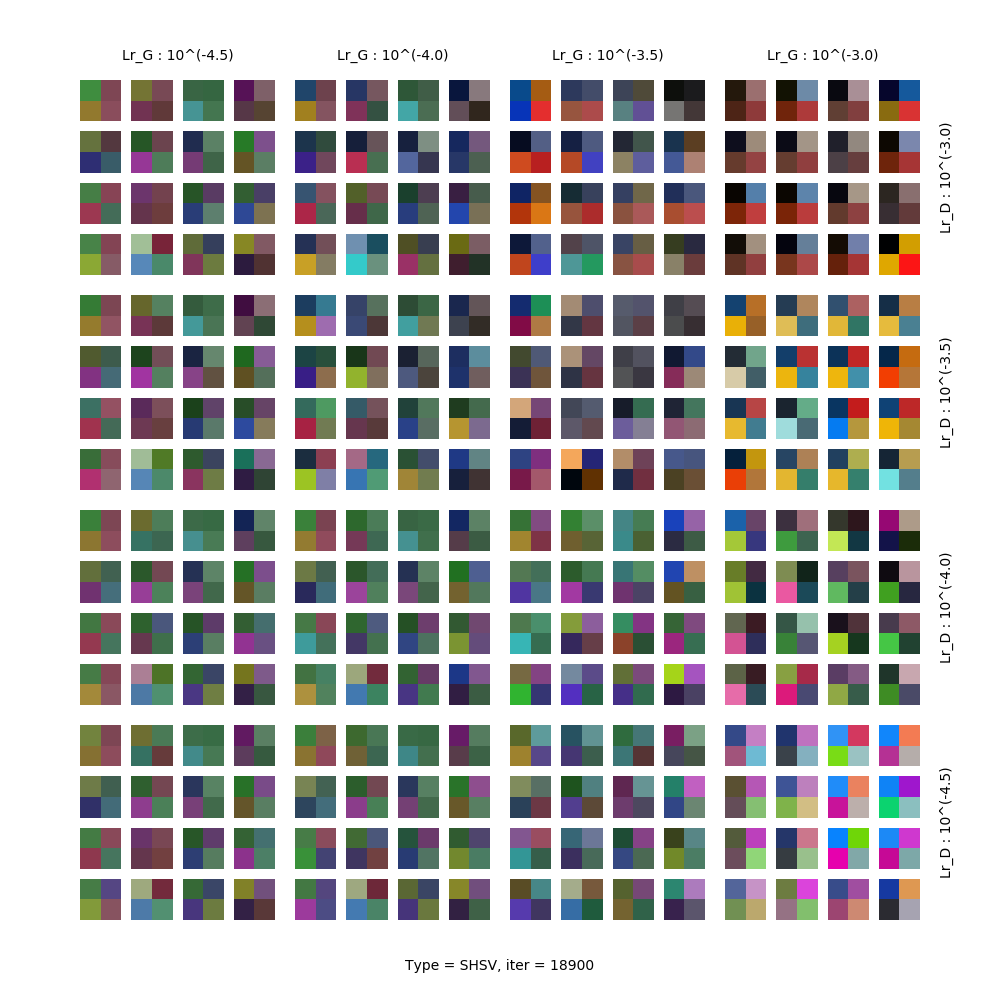 Lr_G : 10^(-4.5)
Lr_G : 10^(-4.0)
Lr_G : 10^(-3.5)
Lr_G : 10^(-3.0)
Lr_D : 10^(-3.0)
Lr_D : 10^(-3.5)
Lr_D : 10^(-4.0)
Lr_D : 10^(-4.5)
Type = SHSV, iter = 18900